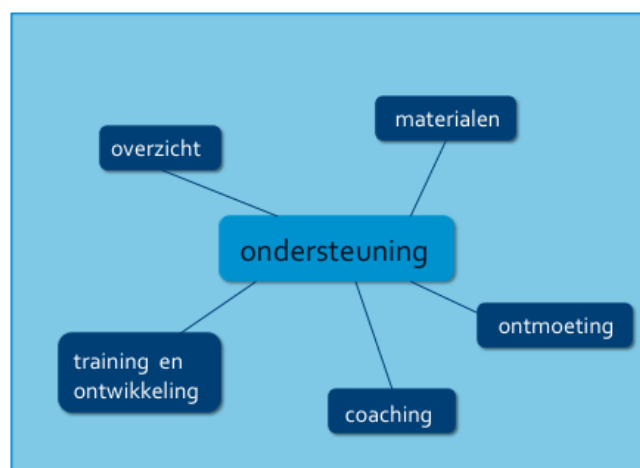 materialen
overzicht
ondersteuning
ontmoeting
training en
ontwikkeling
coaching